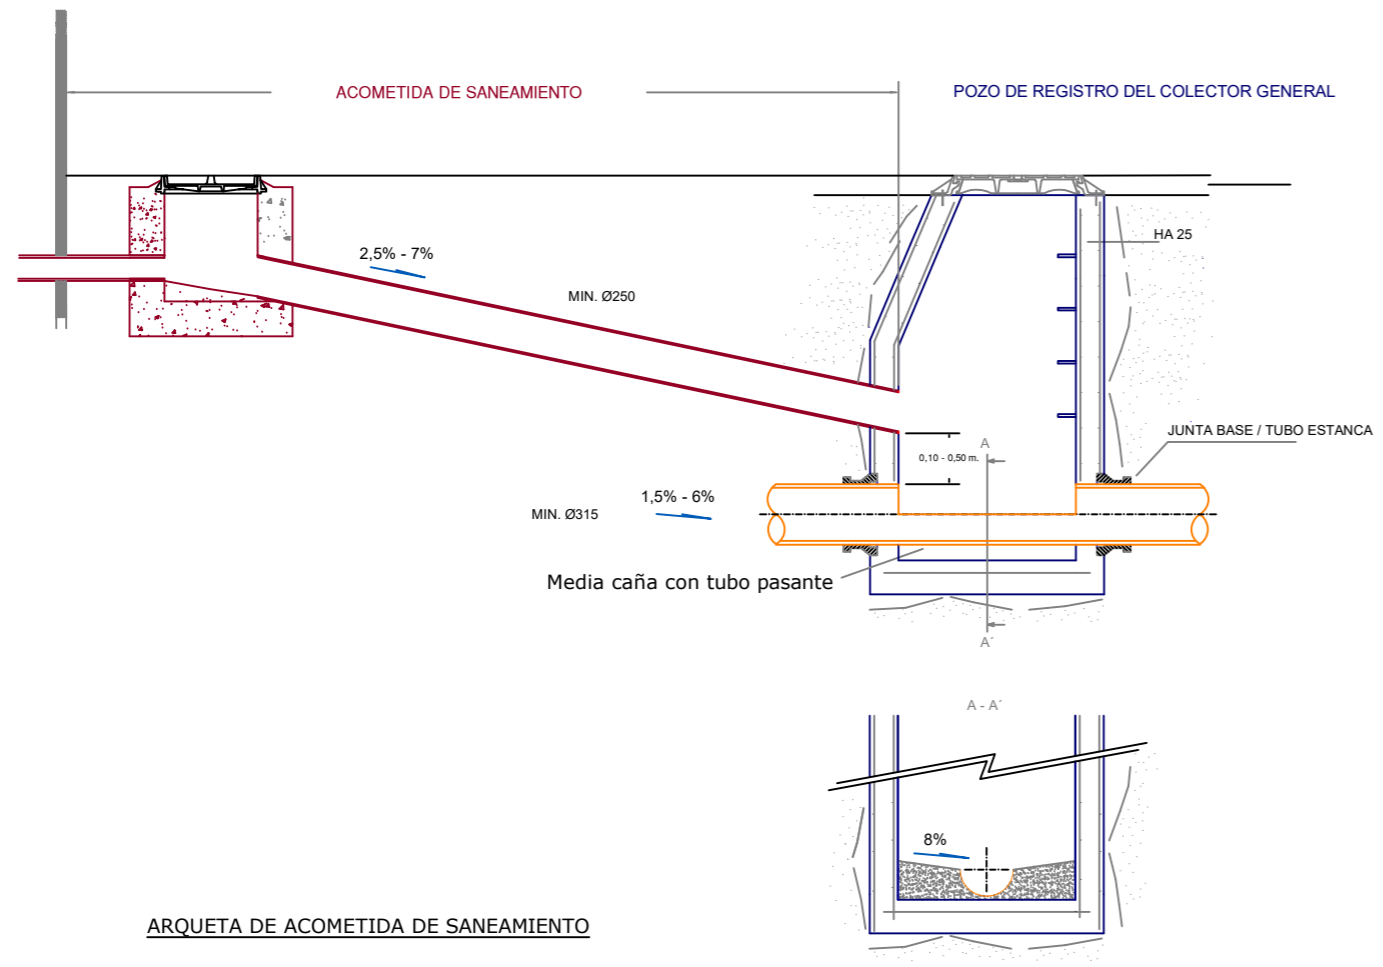 ACOMETIDA DE SANEAMIENTO
POZO DE REGISTRO DEL COLECTOR GENERAL
HA 25
2,5% - 7%
MIN. Ø250
JUNTA BASE / TUBO ESTANCA
A
0,10 - 0,50 m.
1,5% - 6%
MIN. Ø315
Media caña con tubo pasante
A´
A - A´
8%
ARQUETA DE ACOMETIDA DE SANEAMIENTO